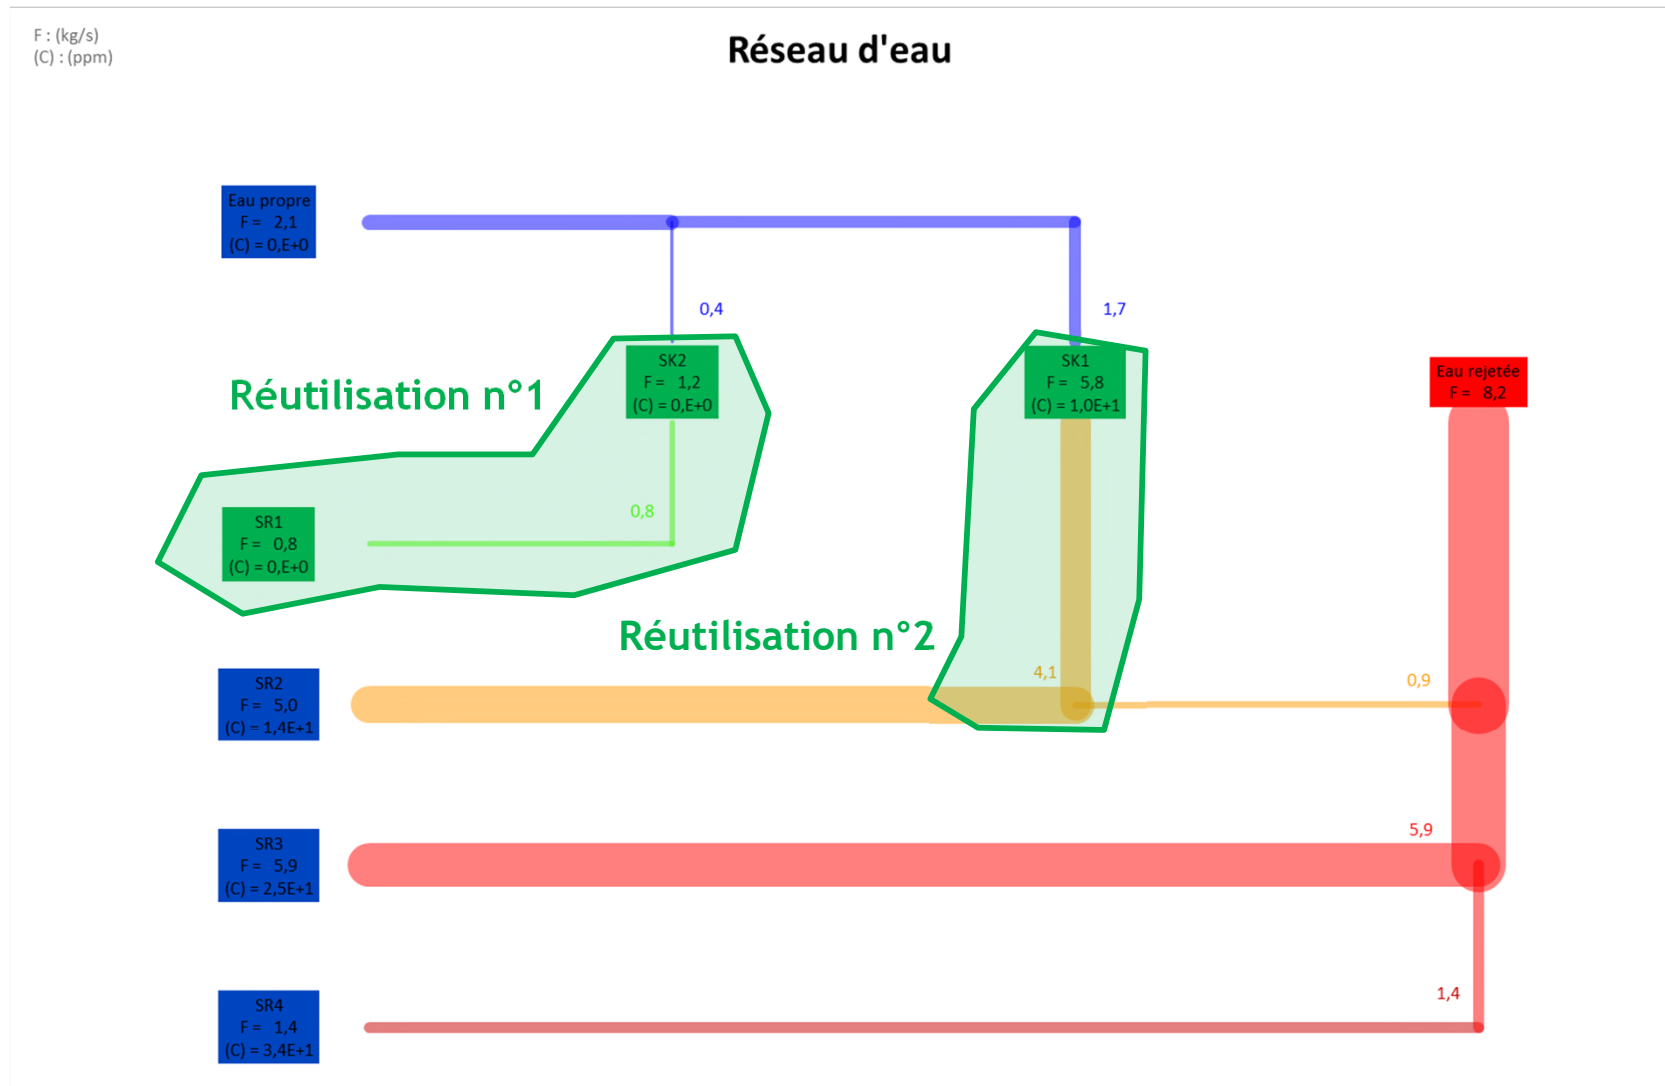 F : (kg/s)
(C) : (ppm)
Réseau d'eau
Eau propre
F = 2,1
(C) = 0,E+0
0,4
1,7
SK2
F = 1,2
(C) = 0,E+0
SK1
F = 5,8
(C) = 1,0E+1
Eau rejetée
F = 8,2
Réutilisation n°1
SR1
F = 0,8
(C) = 0,E+0
0,8
Réutilisation n°2
SR2
F = 5,0
(C) = 1,4E+1
4,1
0,9
SR3
F = 5,9
(C) = 2,5E+1
5,9
SR4
F = 1,4
(C) = 3,4E+1
1,4